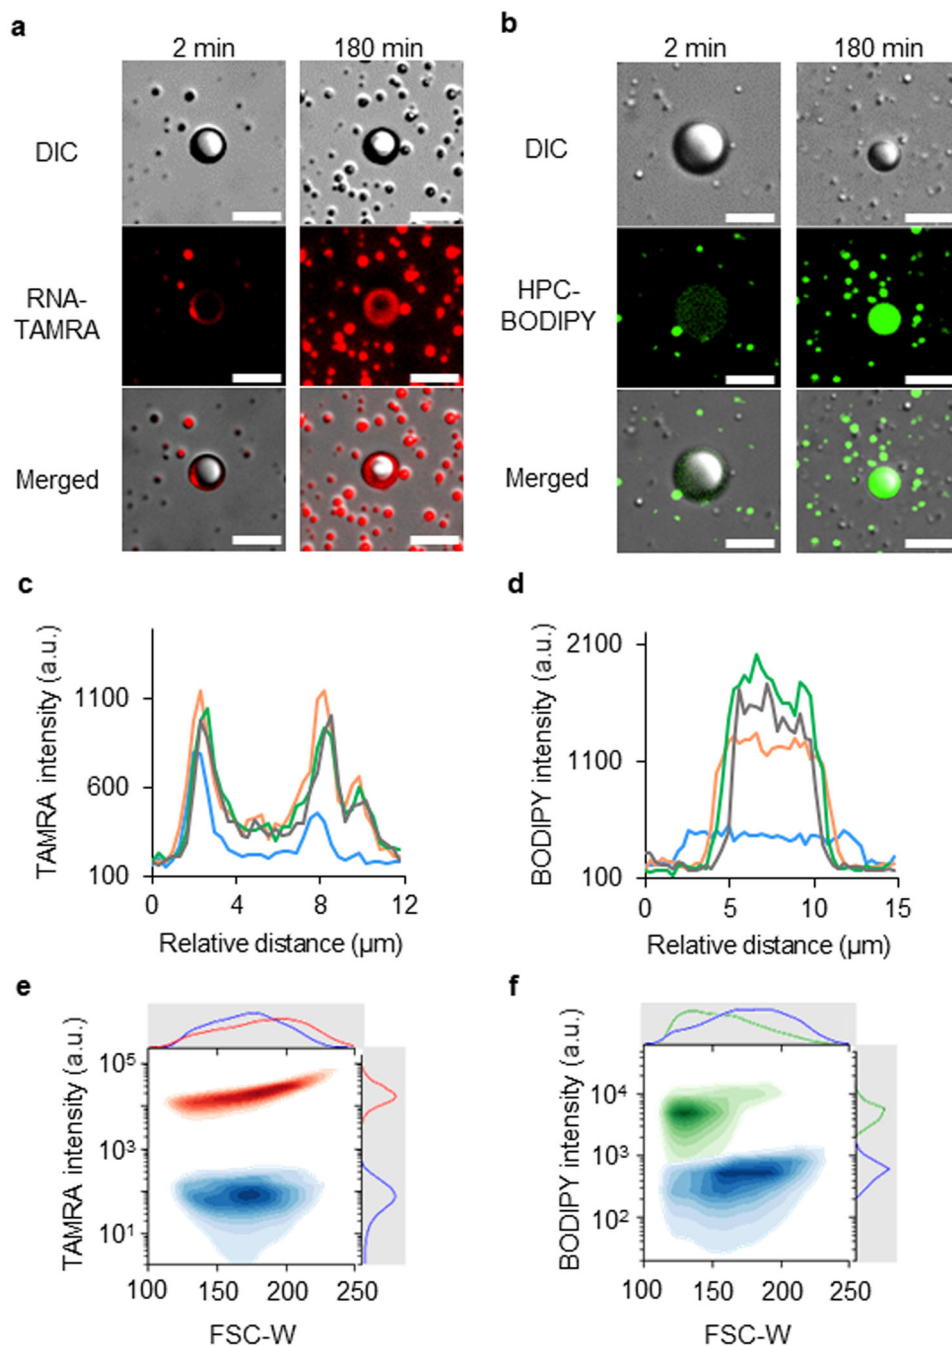 a
2 min 180 min
DIC
RNA-
TAMRA
Merged
b
2 min 180 min
DIC
HPC-
BODIPY
Merged
c
TAMRA intensity (a.u.)
1100
600
100
0 4 8 12
Relative distance (µm)
d
BODIPY intensity (a.u.)
2100
1100
100
0 5 10 15
Relative distance (µm)
e
TAMRA intensity (a.u.)
10⁵
10³
10¹
100 150 200 250
FSC-W
f
BODIPY intensity (a.u.)
10⁴
10³
10²
100 150 200 250
FSC-W